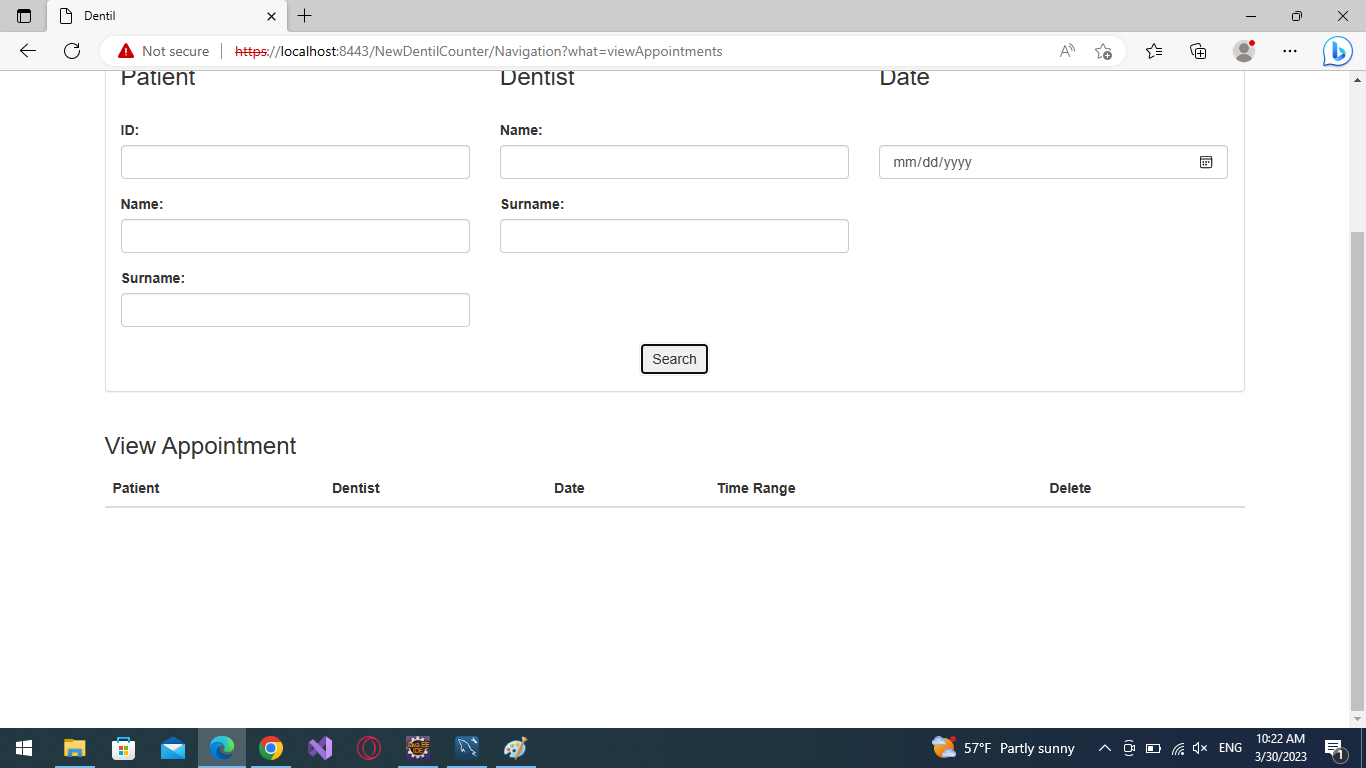 Dentil
Not secure https://localhost:8443/NewDentilCounter/Navigation?what=viewAppointments
Patient Dentist Date
ID: Name:
mm/dd/yyyy
Name: Surname:
Surname:
Search
View Appointment
Patient Dentist Date Time Range Delete
57°F Partly sunny ENG 10:22 AM
3/30/2023
1